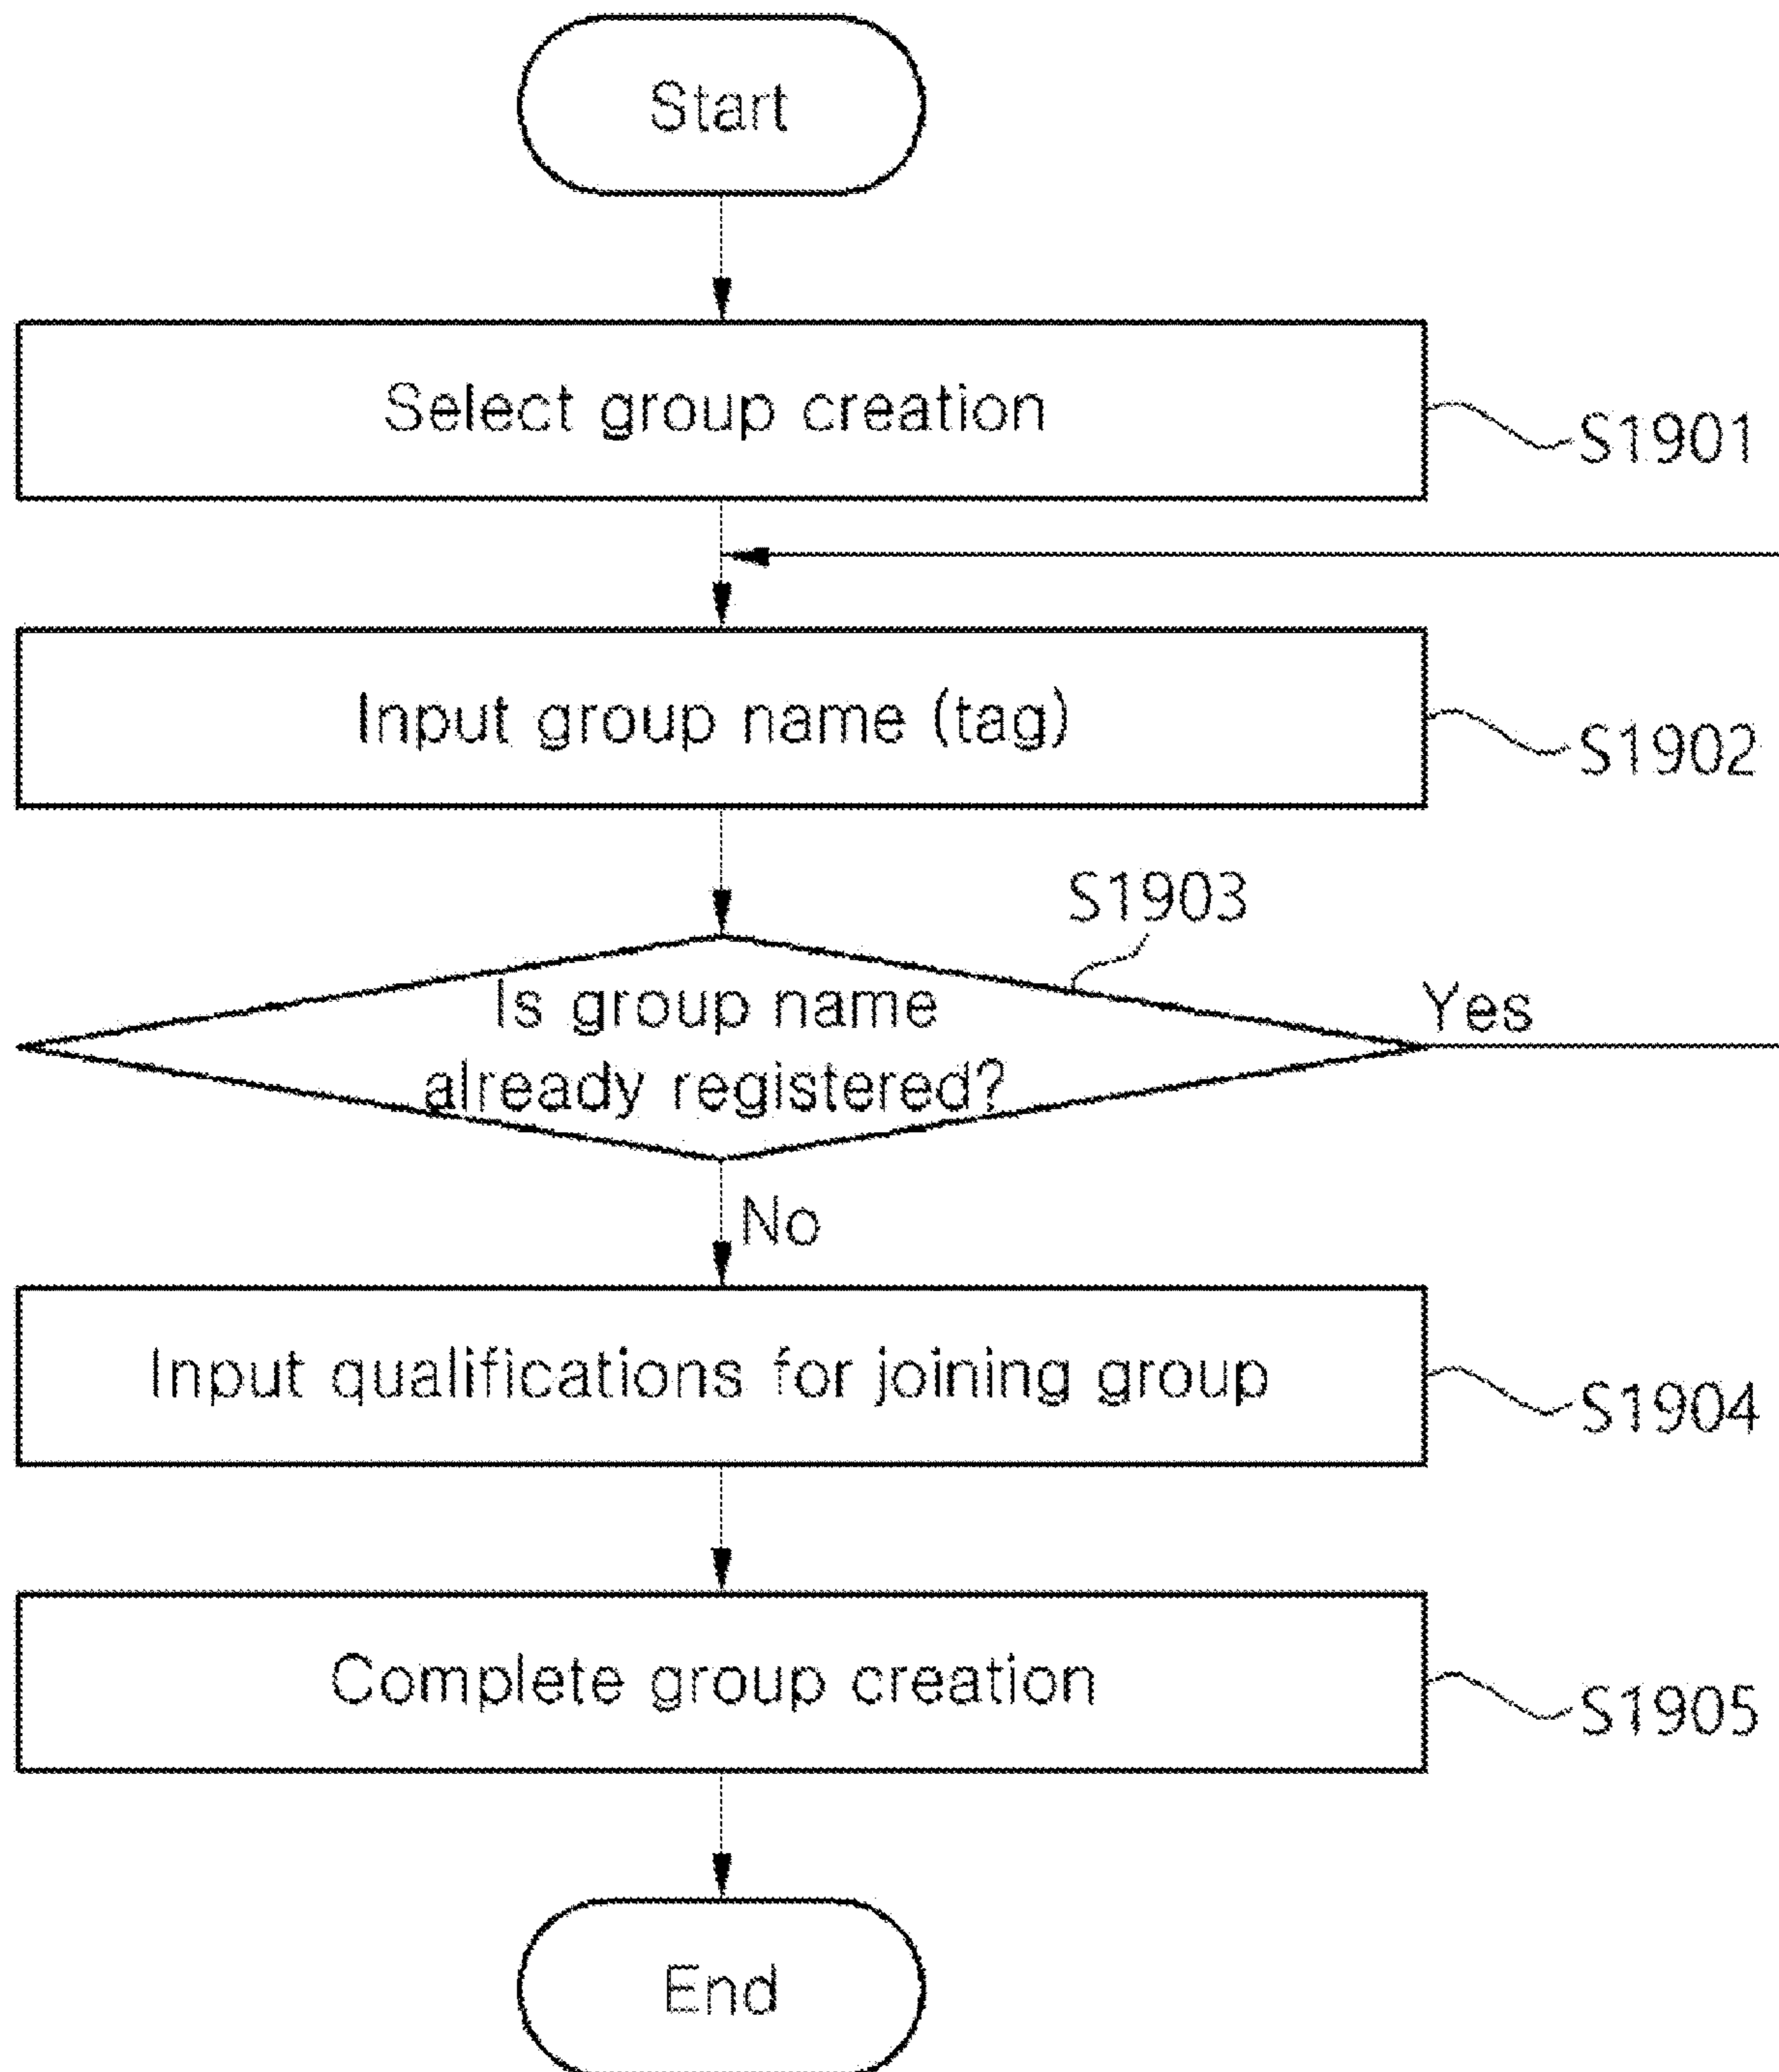 Start
Select group creation
S1901
Input group name (tag)
S1902
S1903
Is group name
already registered?
Yes
No
Input qualifications for joining group
S1904
Complete group creation
S1905
End